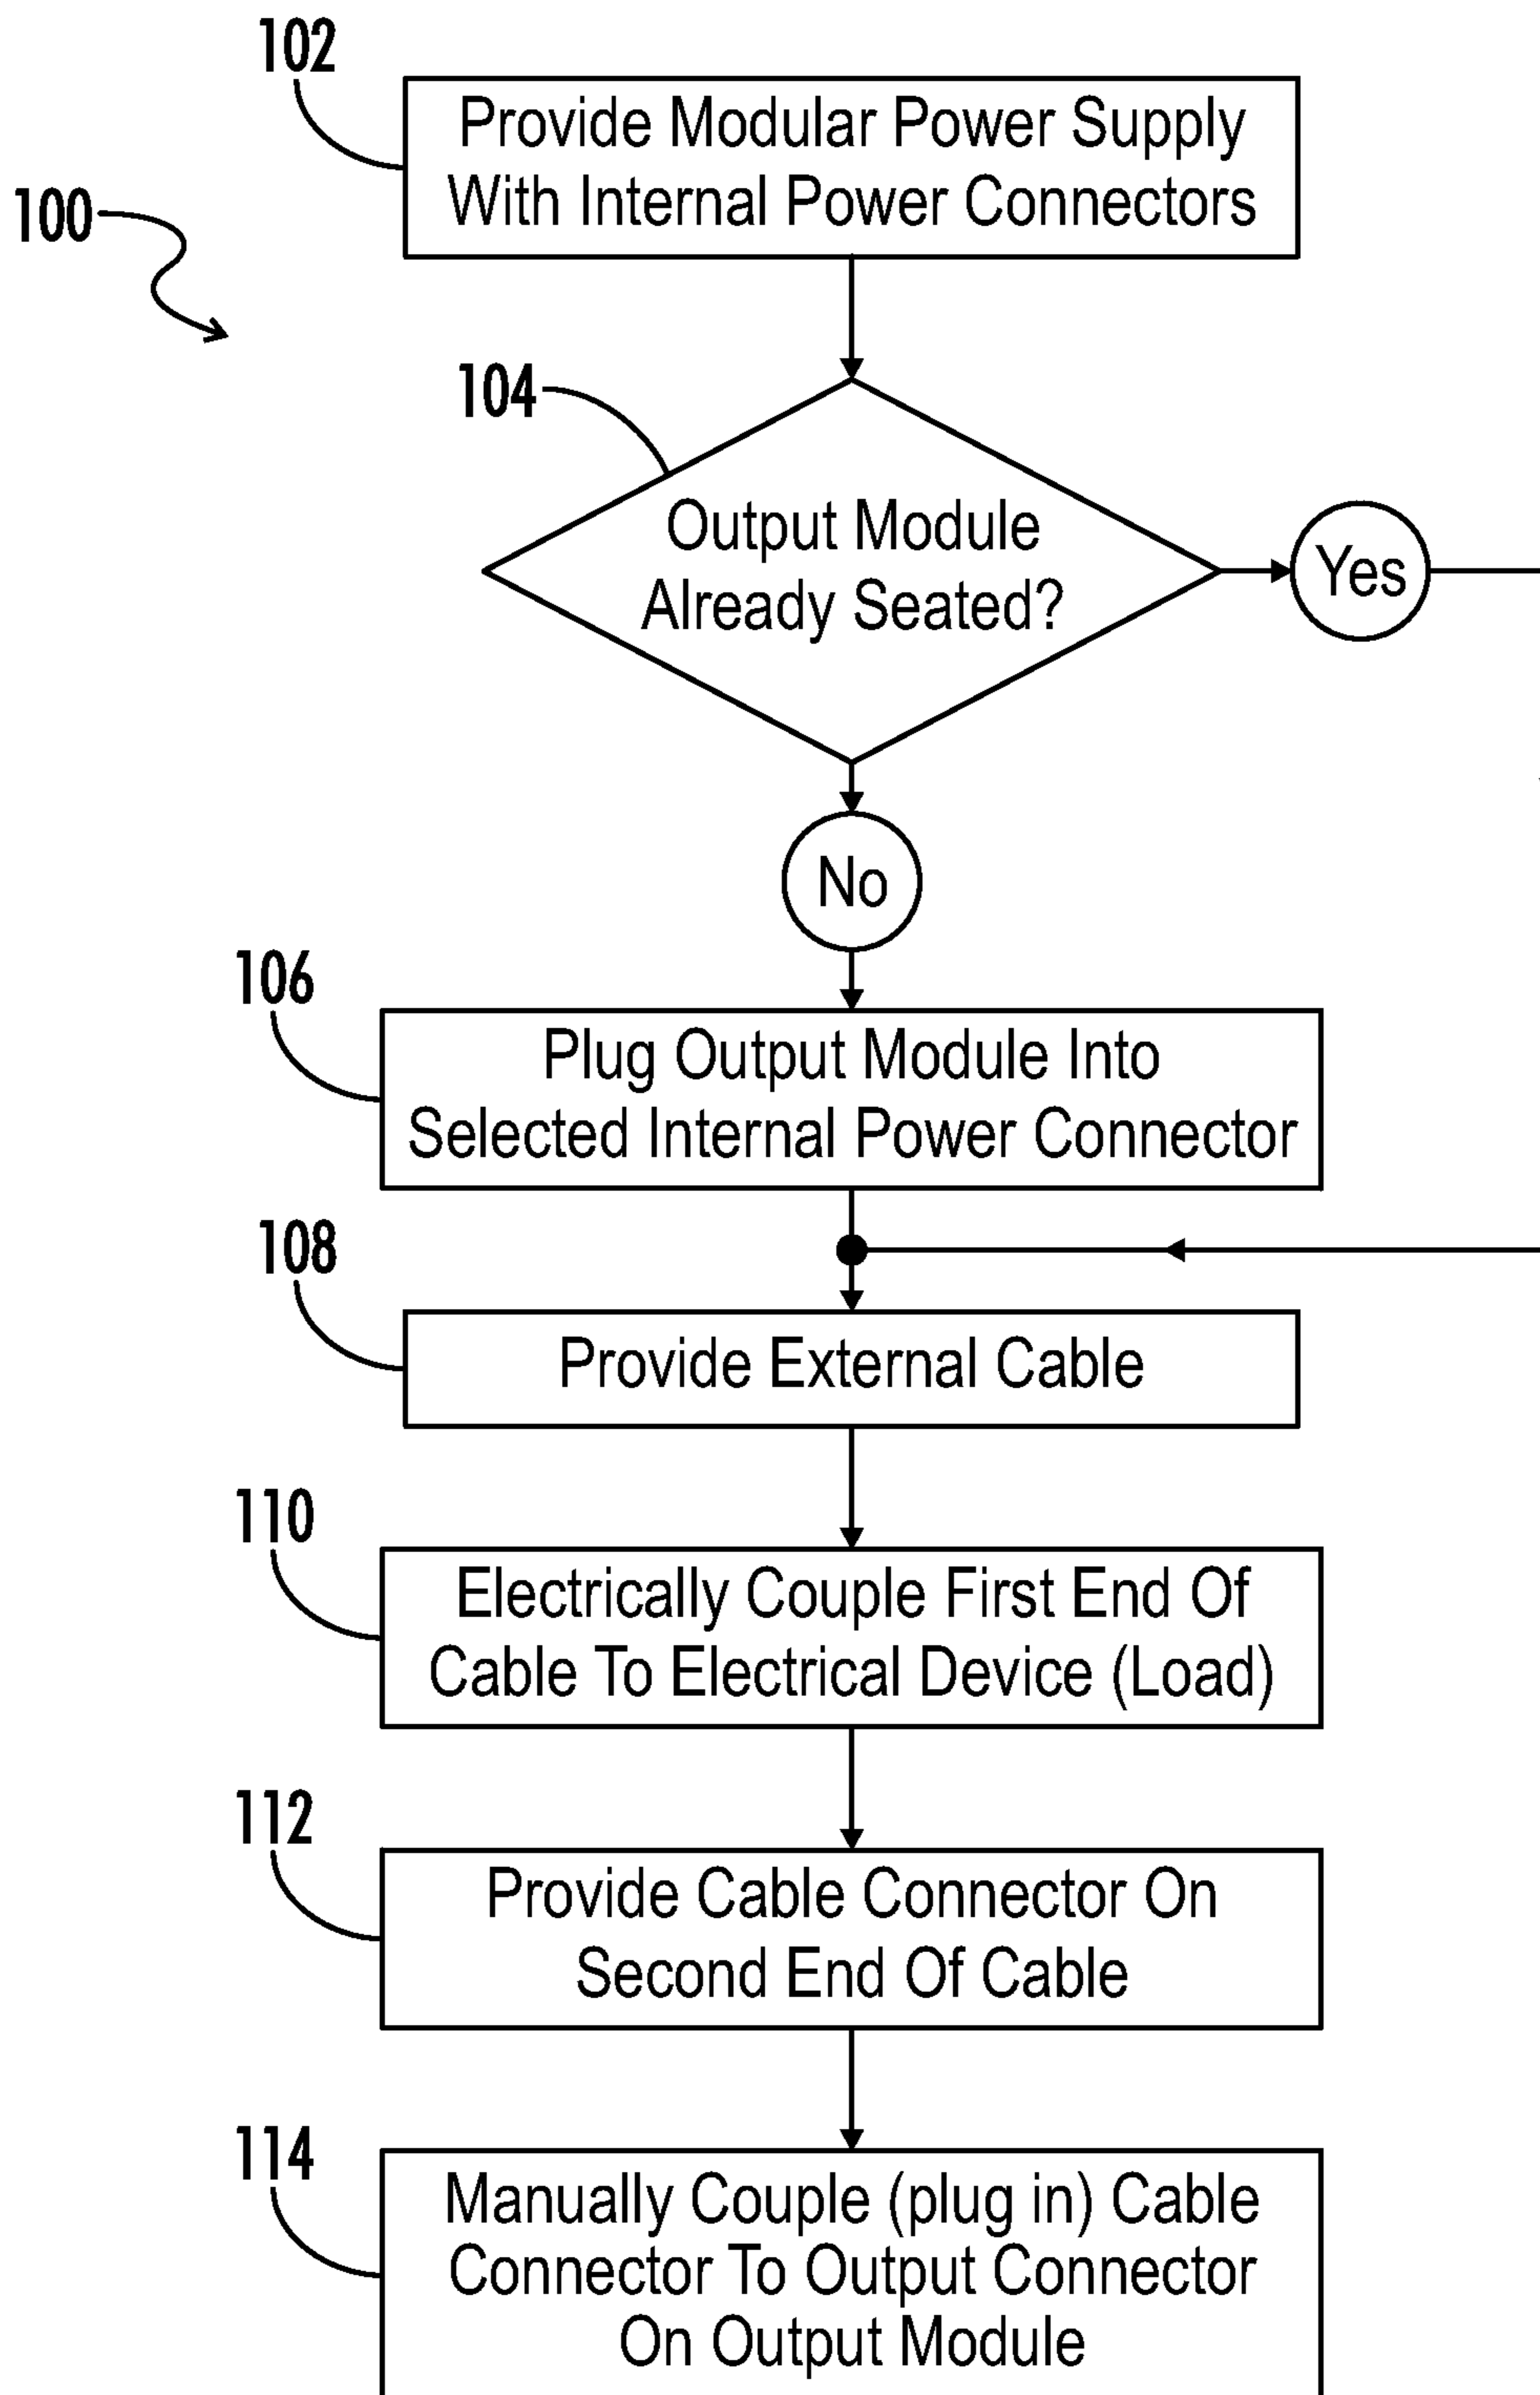 102
Provide Modular Power Supply
With Internal Power Connectors
100
104
Output Module
Already Seated?
Yes
No
106
Plug Output Module Into
Selected Internal Power Connector
108
Provide External Cable
110
Electrically Couple First End Of
Cable To Electrical Device (Load)
112
Provide Cable Connector On
Second End Of Cable
114
Manually Couple (plug in) Cable
Connector To Output Connector
On Output Module